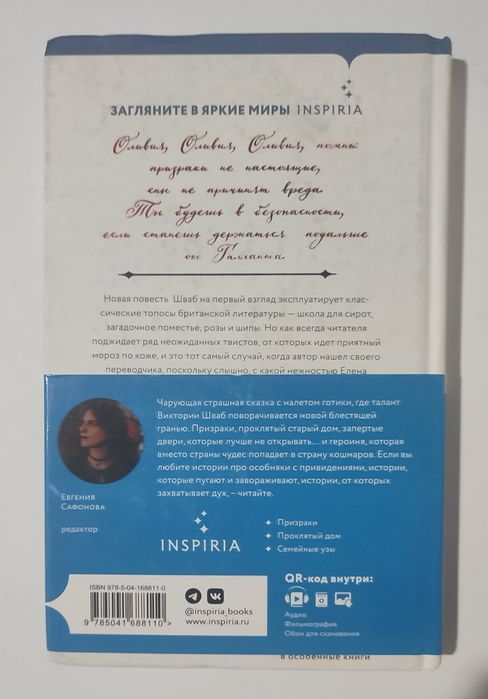 ЗАГЛЯНИТЕ В ЯРКИЕ МИРЫ INSPIRIA
Оливия, Оливия, Оливия, помни:
призраки не настоящие,
сны не причинят вреда.
Ты будешь в безопасности,
если станешь держаться подальше
от Галланта.
Новая повесть Шваб на первый взгляд эксплуатирует клас-
сические топосы британской литературы — школа для сирот,
загадочное поместье, розы и шипы. Но как всегда читателя
поджидает ряд неожиданных твистов, от которых идет приятный
мороз по коже, и это тот самый случай, когда автор нашел своего
переводчика, поскольку слышно, с какой нежностью Елена
Чарующая страшная сказка с налетом готики, где талант
Виктории Шваб поворачивается новой блестящей
гранью. Призраки, проклятый старый дом, запертые
двери, которые лучше не открывать... и героиня, которая
вместо страны чудес попадает в страну кошмаров. Если вы
любите истории про особняки с привидениями, истории,
которые пугают и завораживают, истории, от которых
захватывает дух, – читайте.
ЕВГЕНИЯ
САФОНОВА
редактор
INSPIRIA
Призраки
Проклятый дом
Семейные узы
ISBN 978-5-04-168811-0
9 785041 688110 >
@inspiria_books
www.inspiria.ru
QR-код внутри:
Аудио
Фильмография
Обои для скачивания
в особенные книги